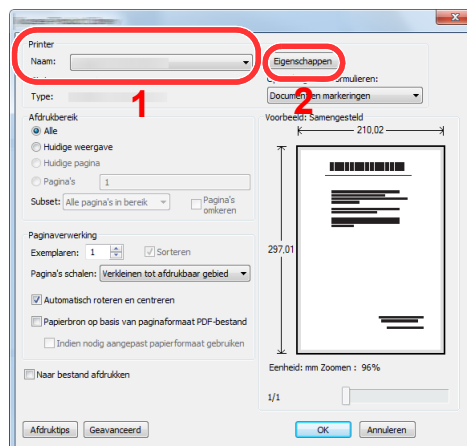 Printer
Naam:
Eigenschappen
1
2
formulieren:
Type:
Document en markeringen
Afdrukbereik
Alle
Huidige weergave
Huidige pagina
Pagina's
1
Subset:
Alle pagina's in bereik
Pagina's
omkeren
Paginaverwerking
Exemplaren:
1
Sorteren
Pagina's schalen:
Verkleinen tot afdrukbaar gebied
Automatisch roteren en centreren
Papierbron op basis van paginaformaat PDF-bestand
Indien nodig aangepast papierformaat gebruiken
Naar bestand afdrukken
Voorbeeld: Samengesteld
210,02
297,01
Eenheid: mm Zoomen : 96%
1/1
Afdruktips
Geavanceerd
OK
Annuleren